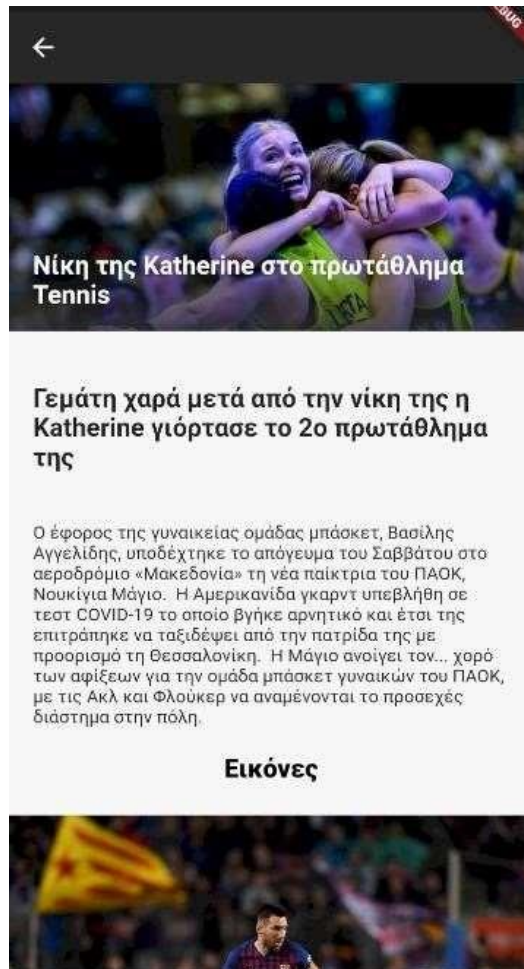 Νίκη της Katherine στο πρωτάθλημα
Tennis
Γεμάτη χαρά μετά από την νίκη της η
Katherine γιόρτασε το 2ο πρωτάθλημα
της
Ο έφορος της γυναικείας ομάδας μπάσκετ, Βασίλης
Αγγελίδης, υποδέχτηκε το απόγευμα του Σαββάτου στο
αεροδρόμιο «Μακεδονία» τη νέα παίκτρια του ΠΑΟΚ,
Νουκίγια Μάγιο.  Η Αμερικανίδα γκαρντ υπεβλήθη σε
τεστ COVID-19 το οποίο βγήκε αρνητικό και έτσι της
επιτράπηκε να ταξιδέψει από την πατρίδα της με
προορισμό τη Θεσσαλονίκη.  Η Μάγιο ανοίγει τον... χορό
των αφίξεων για την ομάδα μπάσκετ γυναικών του ΠΑΟΚ,
με τις Ακλ και Φλούκερ να αναμένονται το προσεχές
διάστημα στην πόλη.
Εικόνες